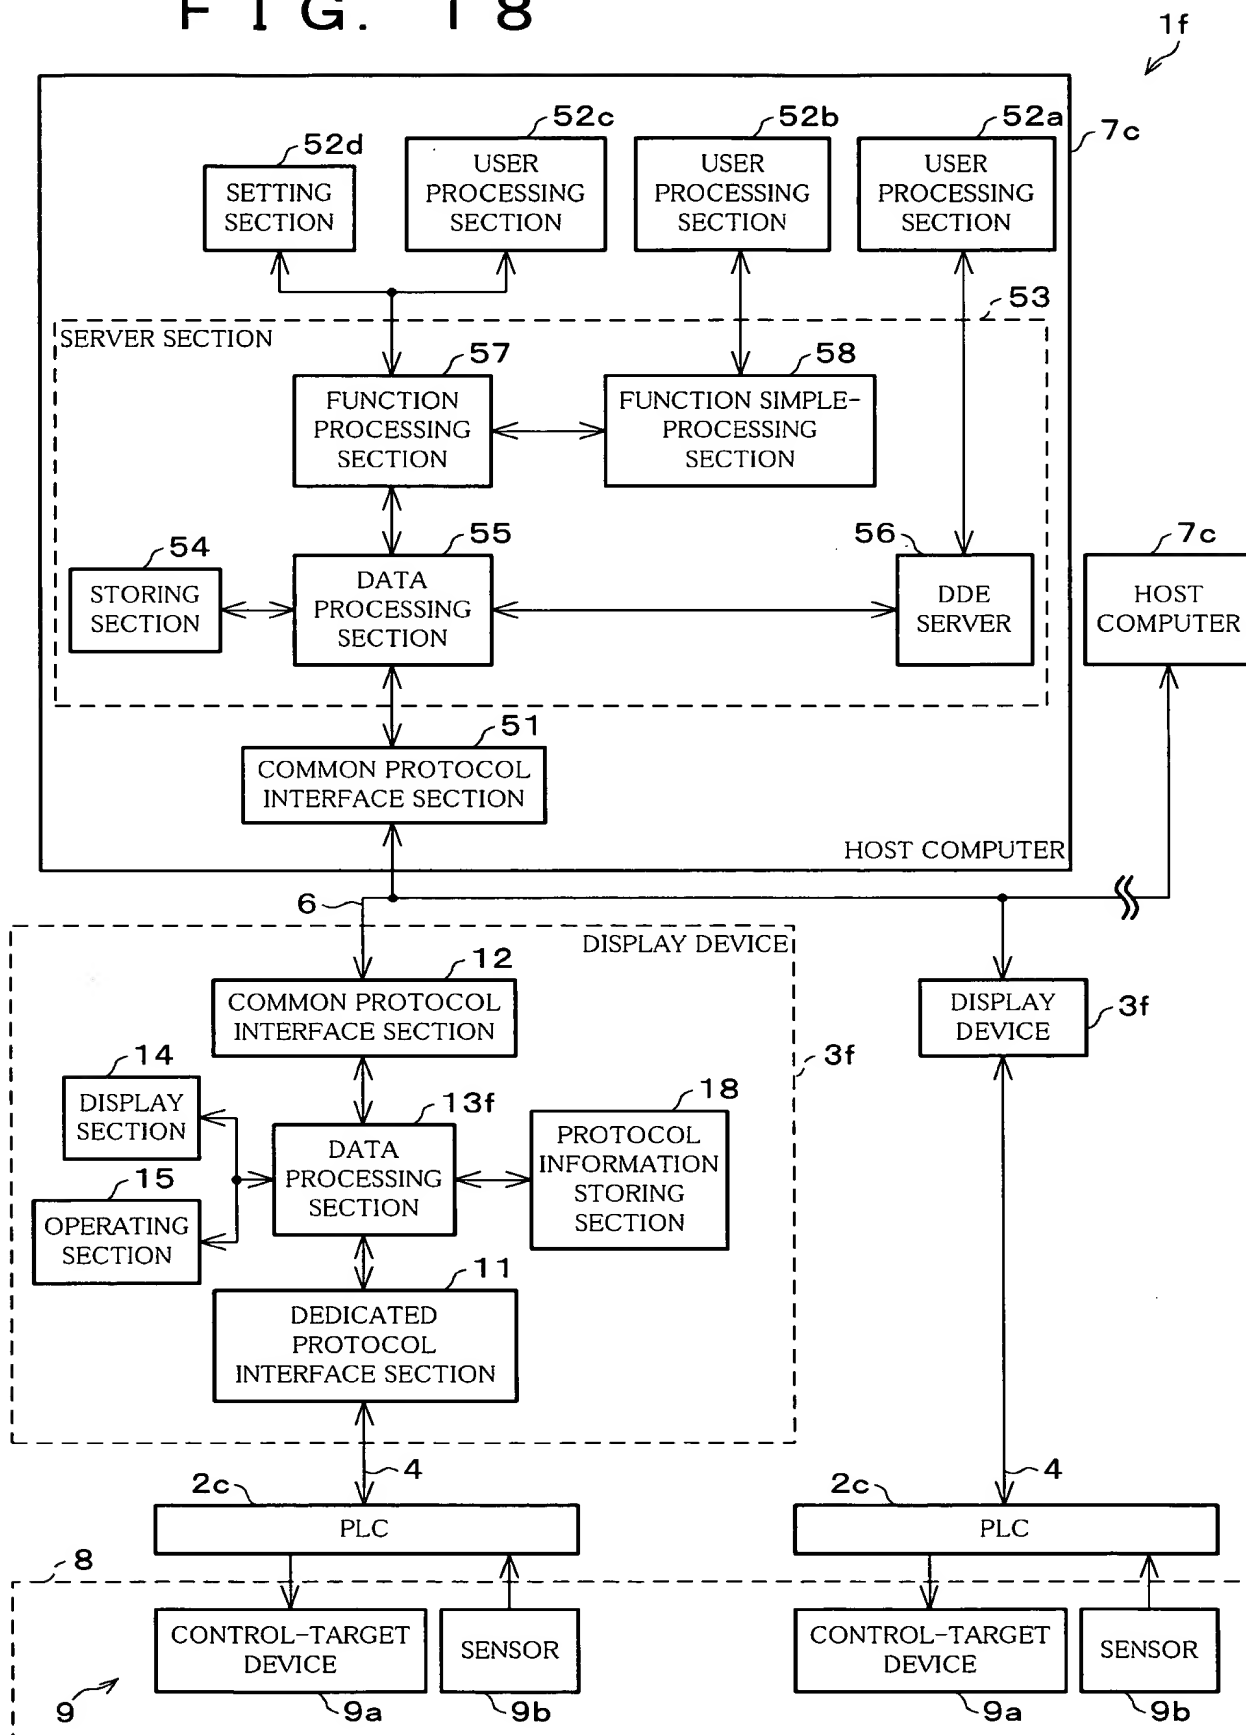 FIG. 18
1f
52d
52c
52b
52a
7c
SETTING
SECTION
USER
PROCESSING
SECTION
USER
PROCESSING
SECTION
USER
PROCESSING
SECTION
53
SERVER SECTION
57
58
FUNCTION
PROCESSING
SECTION
FUNCTION SIMPLE-
PROCESSING
SECTION
54
55
56
7c
STORING
SECTION
DATA
PROCESSING
SECTION
DDE
SERVER
HOST
COMPUTER
51
COMMON PROTOCOL
INTERFACE SECTION
HOST COMPUTER
6
DISPLAY DEVICE
12
COMMON PROTOCOL
INTERFACE SECTION
DISPLAY
DEVICE
3f
3f
14
DISPLAY
SECTION
13f
18
DATA
PROCESSING
SECTION
PROTOCOL
INFORMATION
STORING
SECTION
15
OPERATING
SECTION
11
DEDICATED
PROTOCOL
INTERFACE SECTION
4
4
2c
2c
PLC
PLC
8
CONTROL-TARGET
DEVICE
SENSOR
CONTROL-TARGET
DEVICE
SENSOR
9
9a
9b
9a
9b